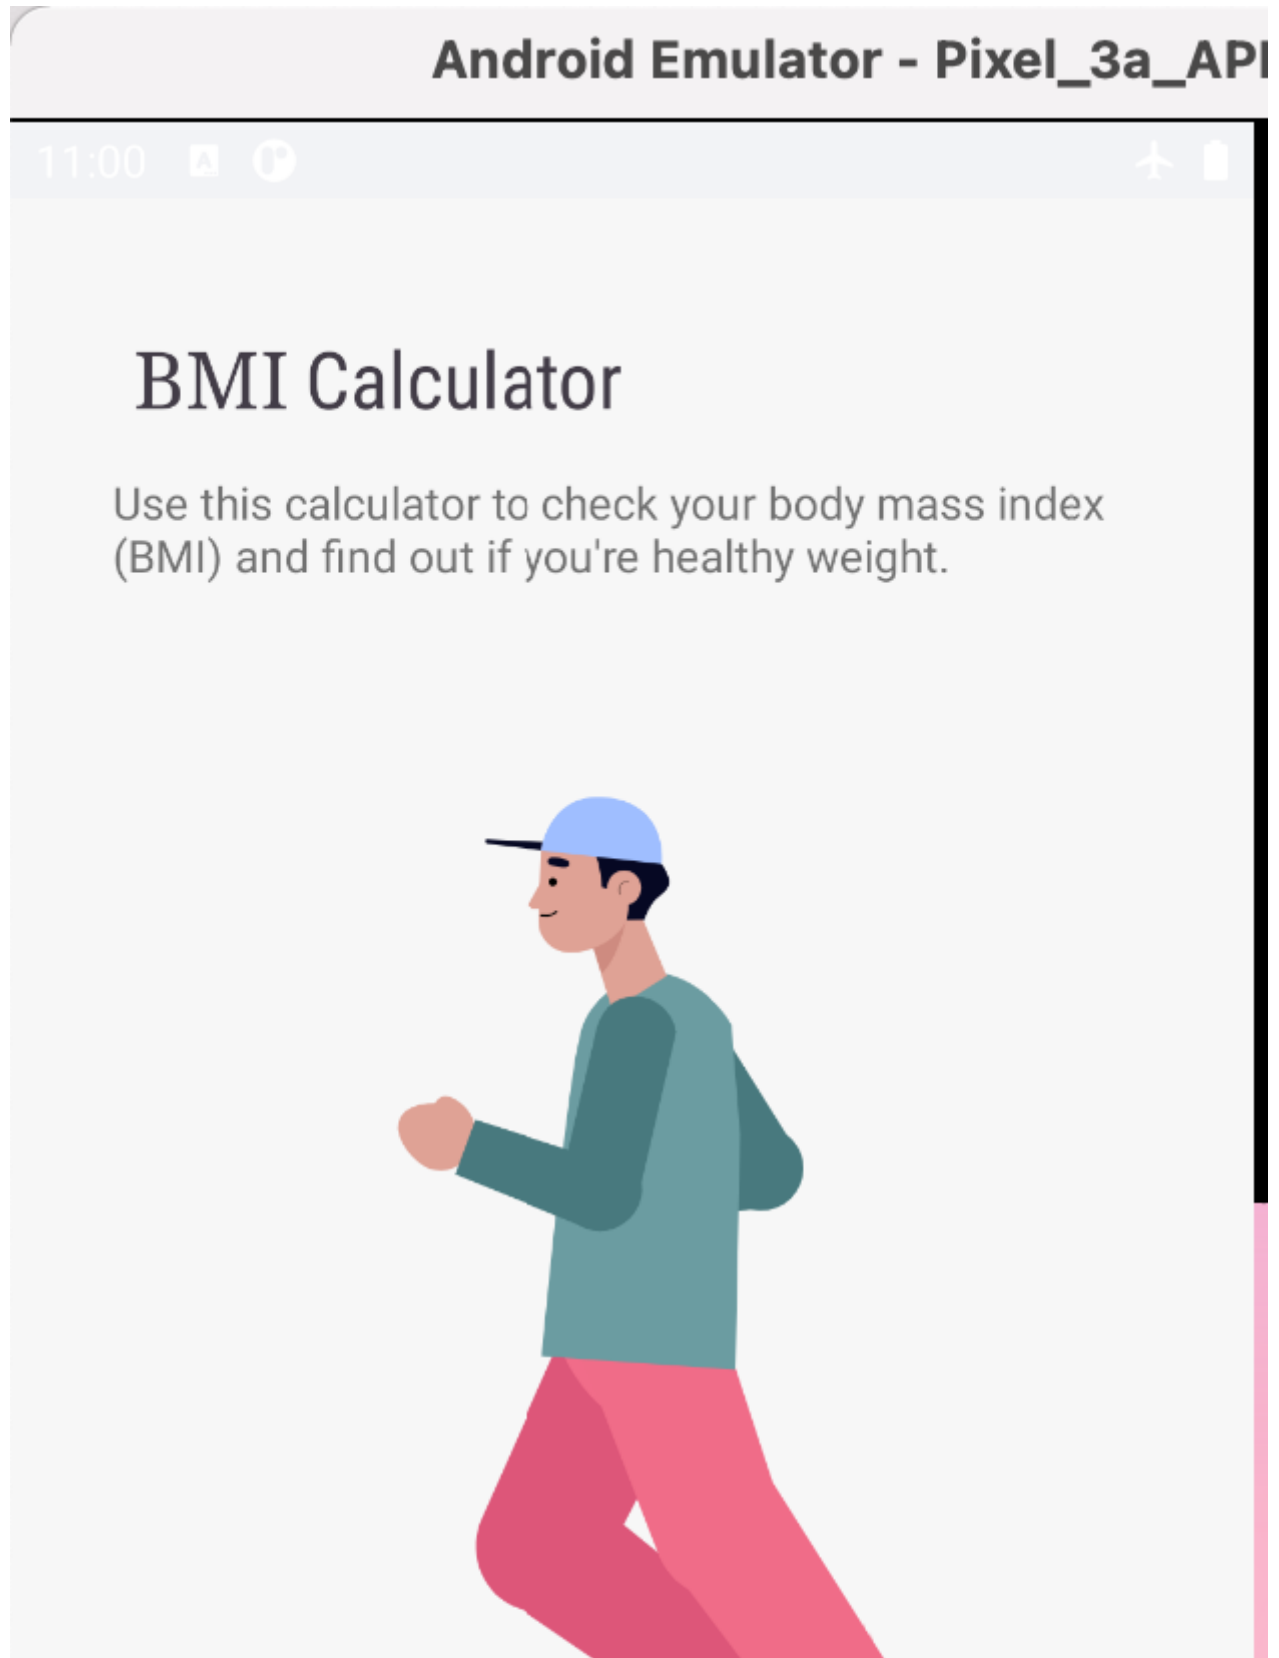 Android Emulator - Pixel_3a_API
11:00
BMI Calculator
Use this calculator to check your body mass index
(BMI) and find out if you're healthy weight.